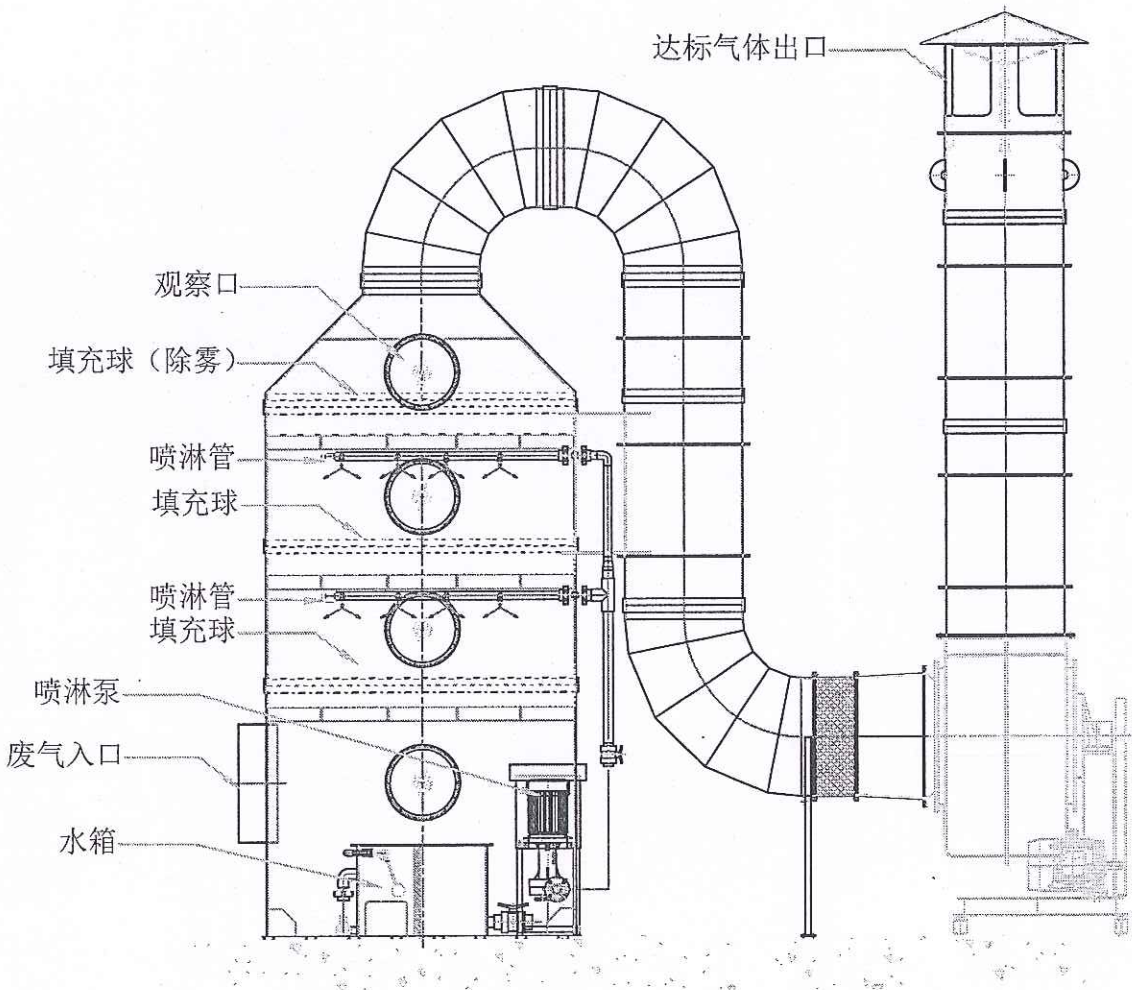 达标气体出口
观察口
填充球（除雾）
喷淋管
填充球
喷淋管
填充球
喷淋泵
废气入口
水箱